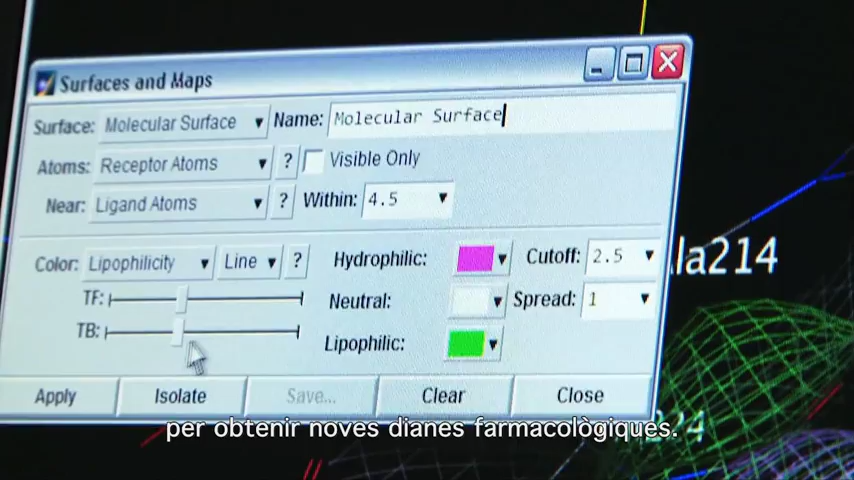 Surfaces and Maps
Surface: Molecular Surface Name: Molecular Surface
Atoms: Receptor Atoms ? Visible Only
Near: Ligand Atoms ? Within: 4.5
Color: Lipophilicity Line ? Hydrophilic: Cutoff: 2.5
la214
TF: Neutral: Spread: 1
TB: Lipophilic:
Apply Isolate Save... Clear Close
per obtenir noves dianes farmacològiques.